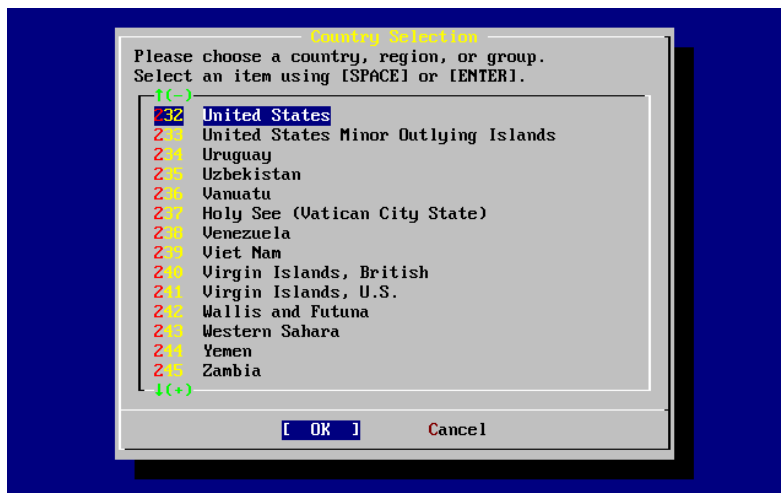 Country Selection
Please choose a country, region, or group.
Select an item using [SPACE] or [ENTER].
↑(-)
232 United States
233 United States Minor Outlying Islands
234 Uruguay
235 Uzbekistan
236 Vanuatu
237 Holy See (Vatican City State)
238 Venezuela
239 Viet Nam
240 Virgin Islands, British
241 Virgin Islands, U.S.
242 Wallis and Futuna
243 Western Sahara
244 Yemen
245 Zambia
↓(+)
[ OK ] Cancel